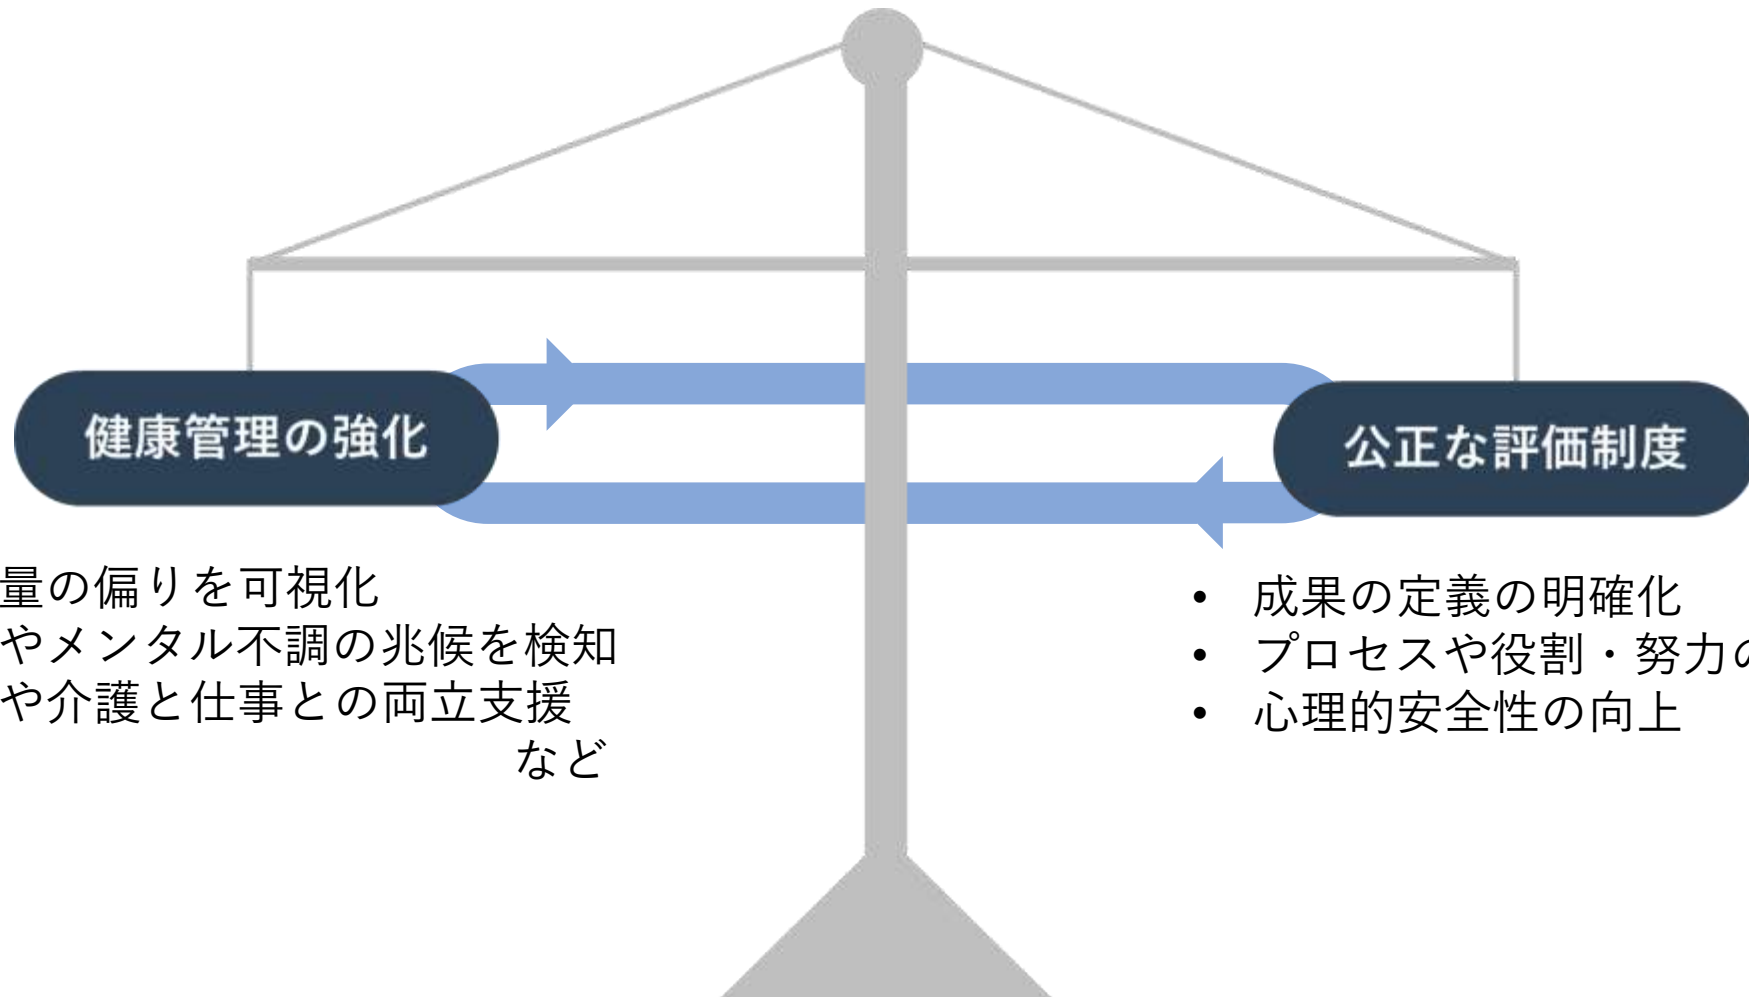 健康管理の強化
公正な評価制度
量の偏りを可視化
やメンタル不調の兆候を検知
や介護と仕事との両立支援
など
• 成果の定義の明確化
• プロセスや役割・努力の
• 心理的安全性の向上